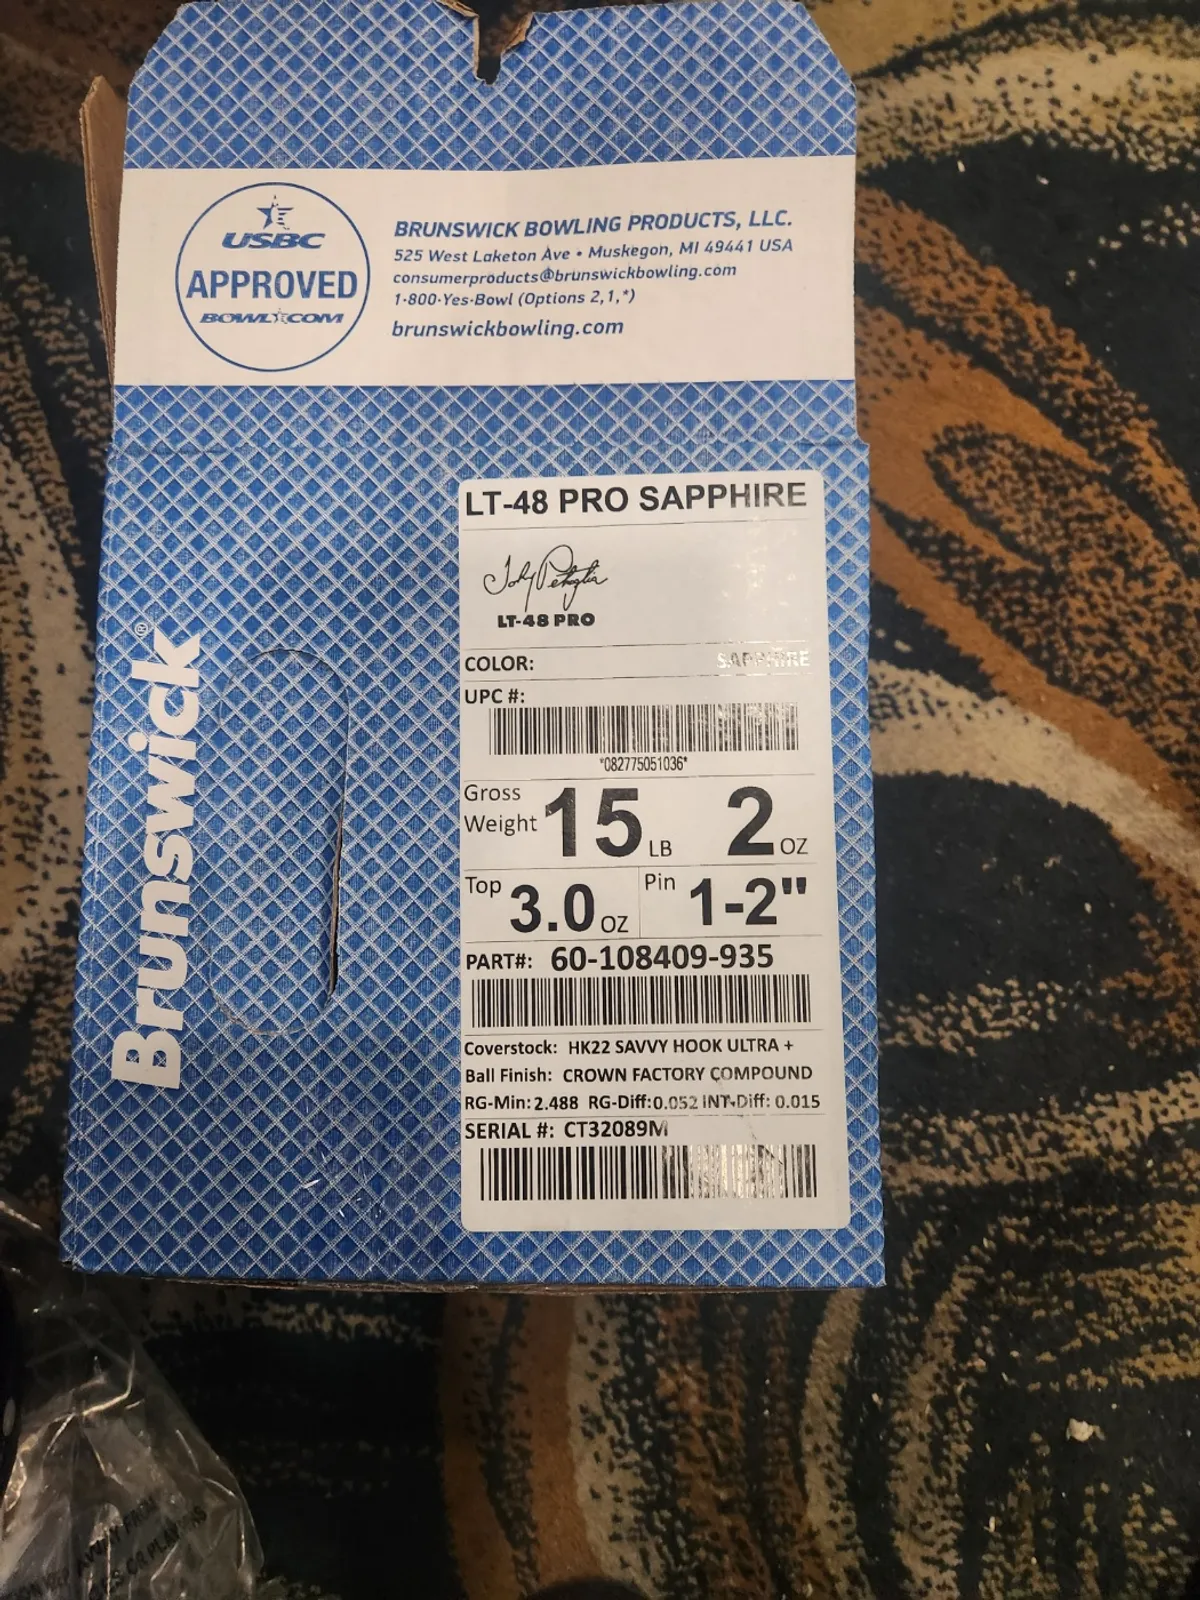 USBC
APPROVED
BOWL COM
BRUNSWICK BOWLING PRODUCTS, LLC.
525 West Laketon Ave • Muskegon, MI 49441 USA
consumerproducts@brunswickbowling.com
1-800-Yes-Bowl (Options 2,1,*)
brunswickbowling.com
Brunswick®
LT-48 PRO SAPPHIRE
LT-48 PRO
COLOR: SAPPHIRE
UPC #:
*082775051036*
Gross Weight 15 LB 2 OZ
Top 3.0 OZ Pin 1-2"
PART#: 60-108409-935
Coverstock: HK22 SAVVY HOOK ULTRA +
Ball Finish: CROWN FACTORY COMPOUND
RG-Min: 2.488 RG-Diff:0.052 INT-Diff: 0.015
SERIAL #: CT32089M